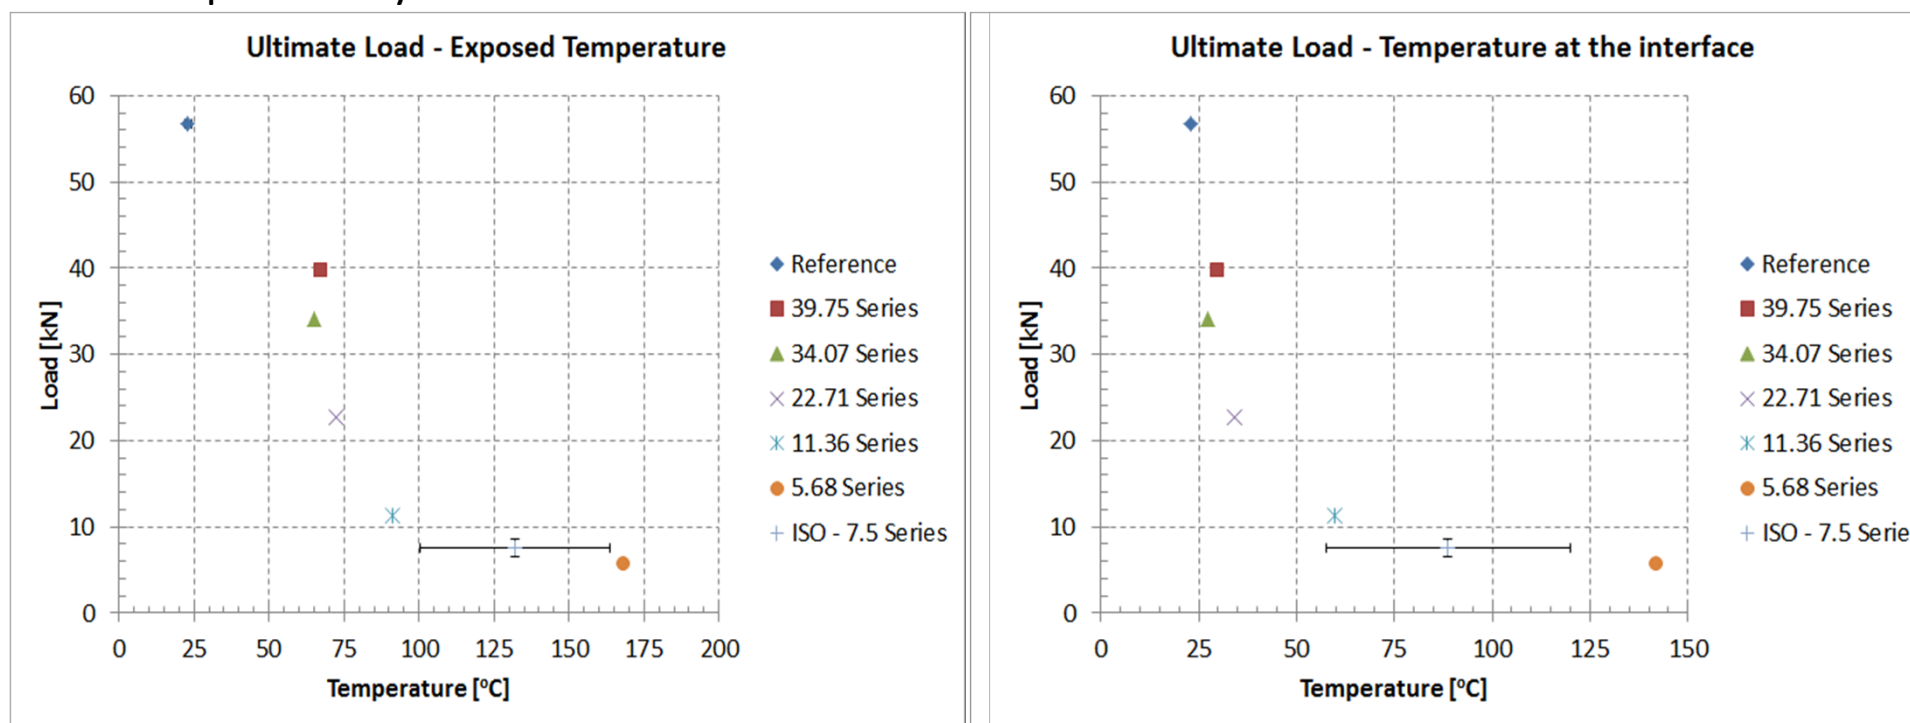 Ultimate Load - Exposed Temperature
60
50
40
30
20
10
0
Load [kN]
0 25 50 75 100 125 150 175 200
Temperature [ºC]
Reference
39.75 Series
34.07 Series
22.71 Series
11.36 Series
5.68 Series
ISO - 7.5 Series
Ultimate Load - Temperature at the interface
60
50
40
30
20
10
0
Load [kN]
0 25 50 75 100 125 150
Temperature [ºC]
Reference
39.75 Series
34.07 Series
22.71 Series
11.36 Series
5.68 Series
ISO - 7.5 Serie